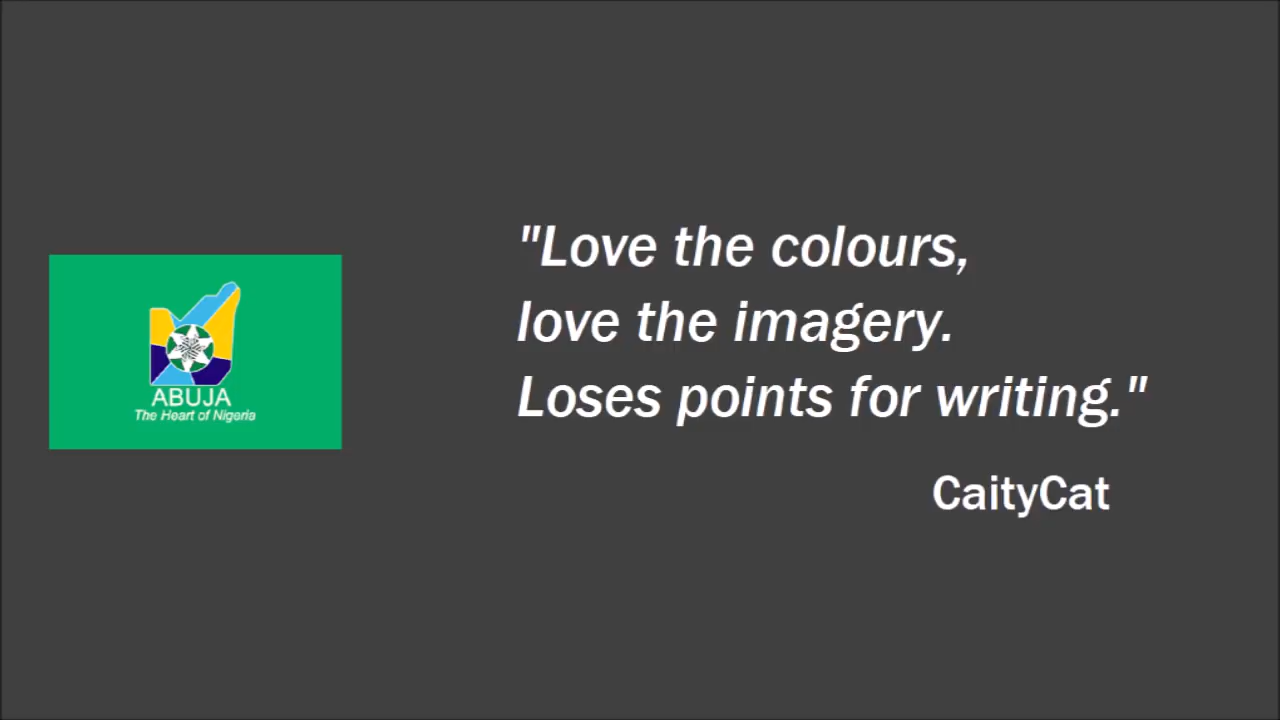 ABUJA
The Heart of Nigeria
"Love the colours,
love the imagery.
Loses points for writing."
CaityCat